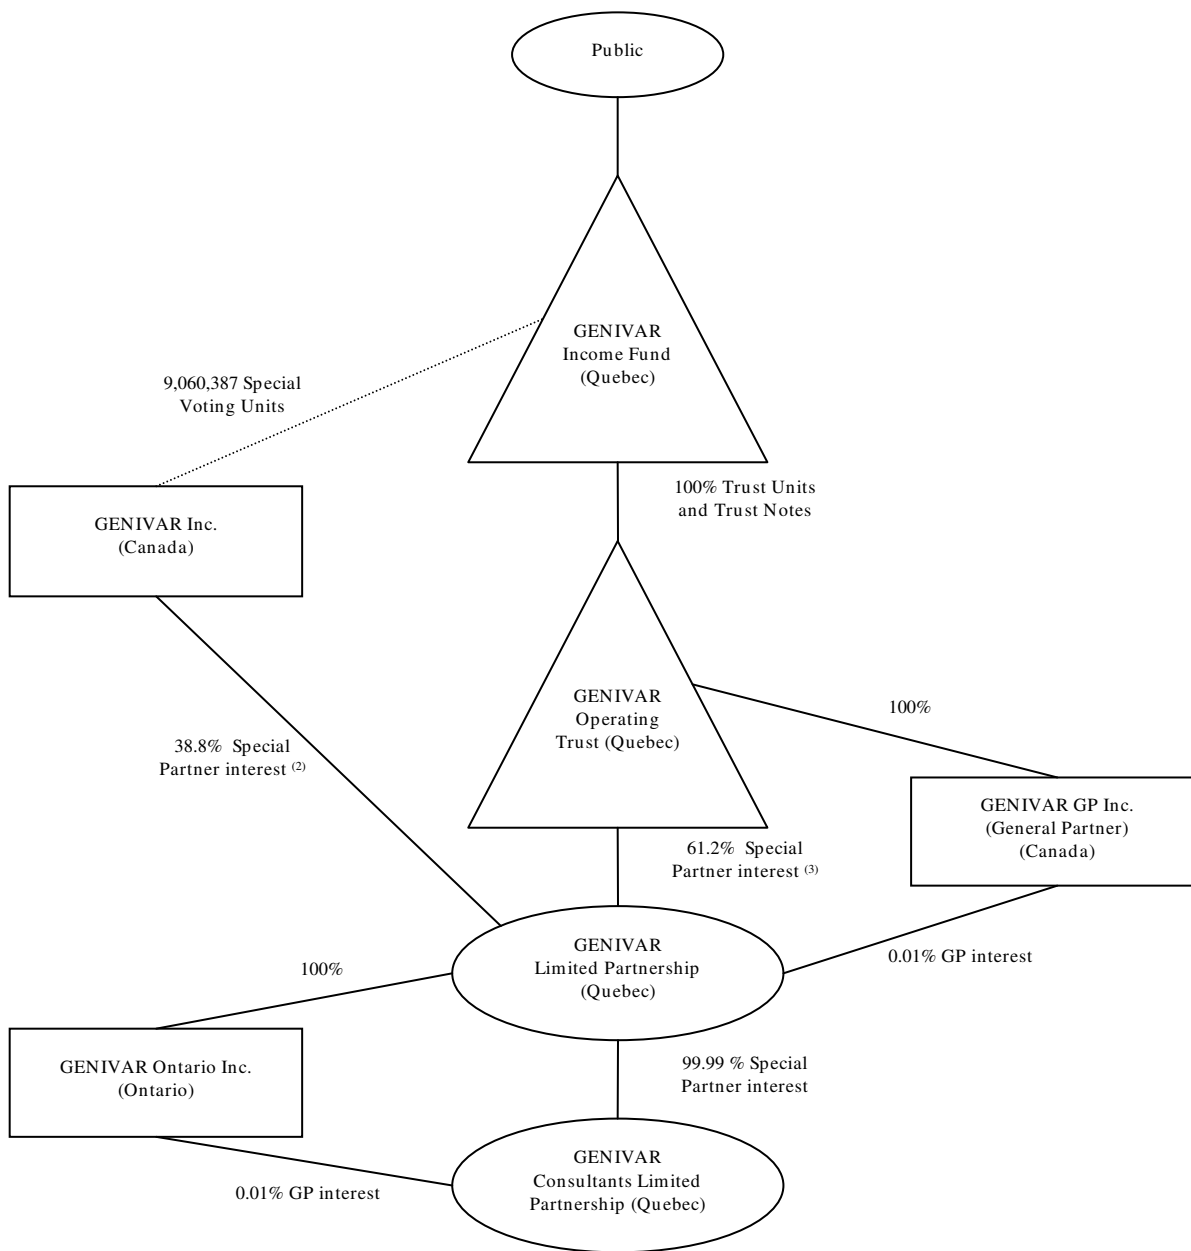 Public
GENIVAR
Income Fund
(Quebec)
9,060,387 Special
Voting Units
100% Trust Units
and Trust Notes
GENIVAR Inc.
(Canada)
GENIVAR
Operating
Trust (Quebec)
100%
38.8% Special
Partner interest (2)
GENIVAR GP Inc.
(General Partner)
(Canada)
61.2% Special
Partner interest (3)
GENIVAR
Limited Partnership
(Quebec)
0.01% GP interest
100%
GENIVAR Ontario Inc.
(Ontario)
99.99 % Special
Partner interest
GENIVAR
Consultants Limited
Partnership (Quebec)
0.01% GP interest